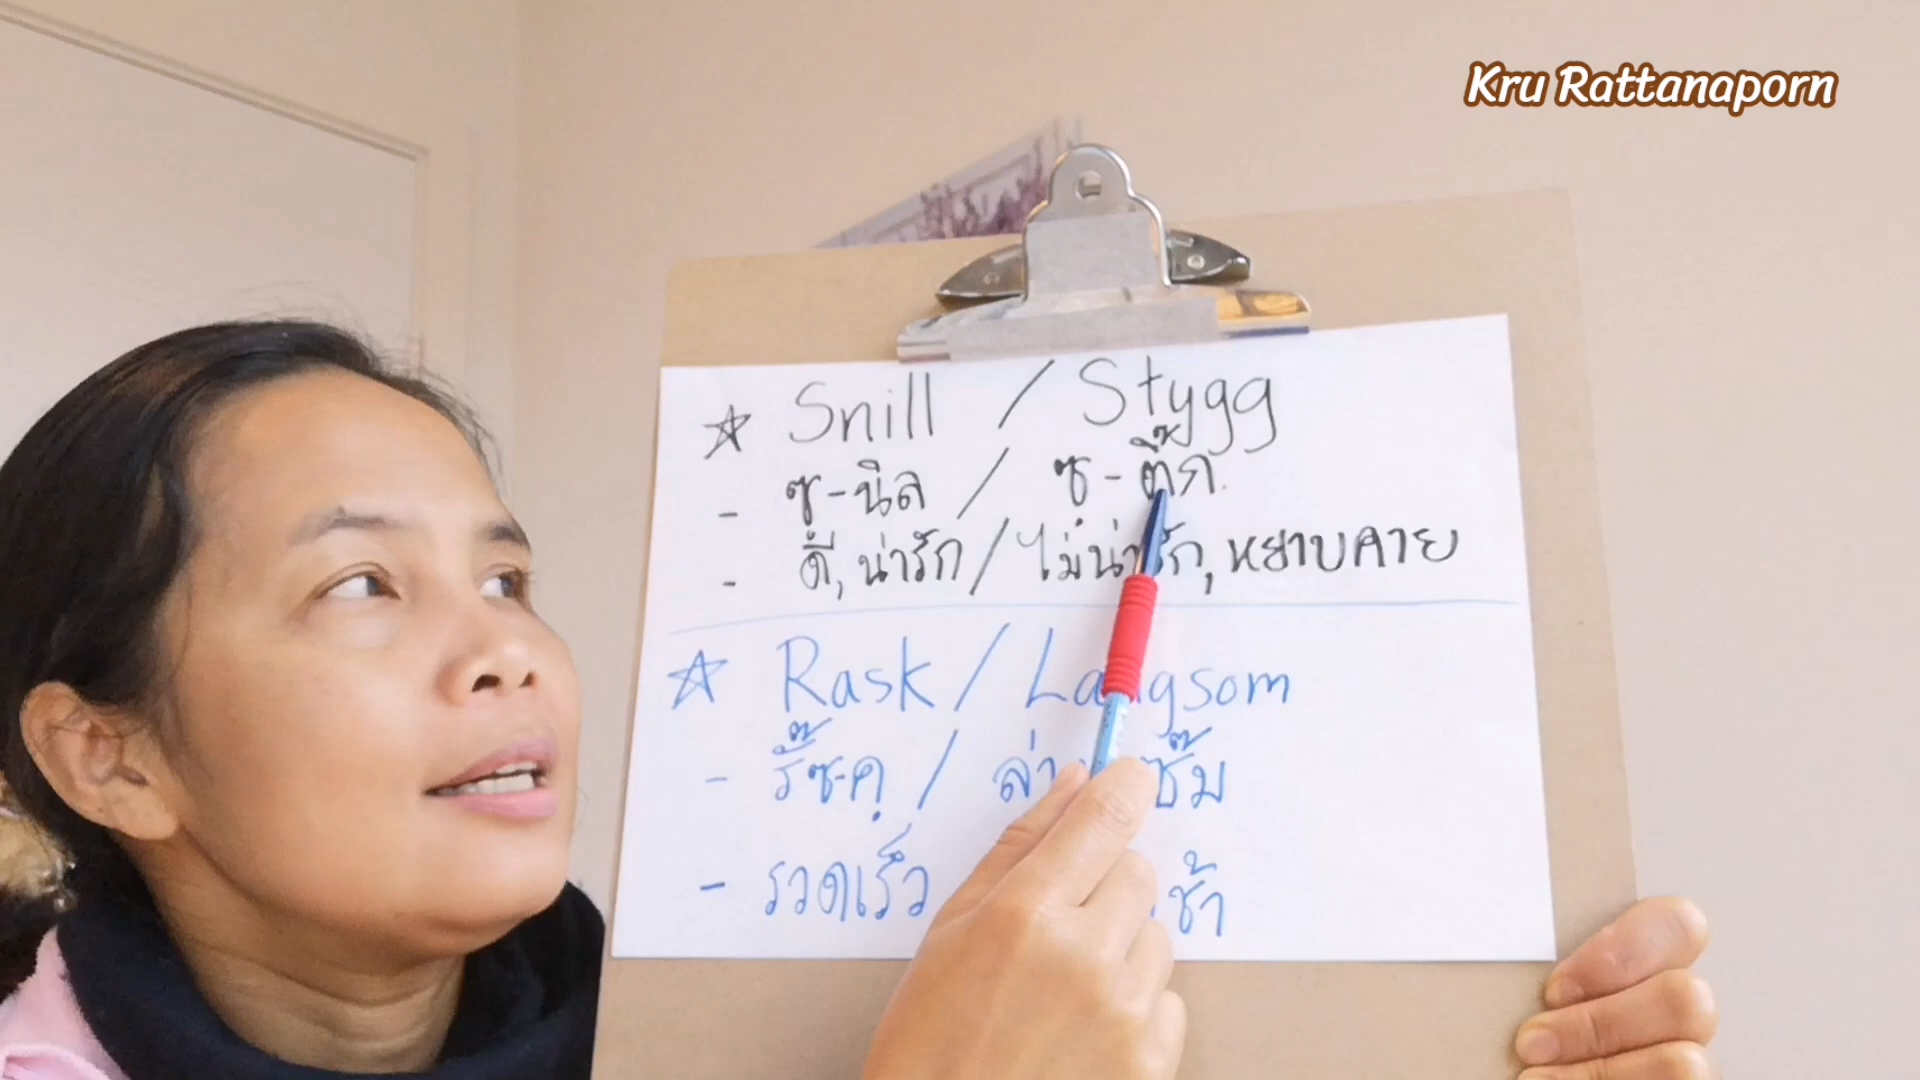 Kru Rattanaporn
☆ Snill / Stygg
- ซ-นิล / ซ-ติ๊ก.
- ดี, น่ารัก / ไม่น่ารัก, หยาบคาย
☆ Rask / Langsom
- รั๊ซ-คฺ / ล่า ซั๊ม
- รวดเร็ว ช้า